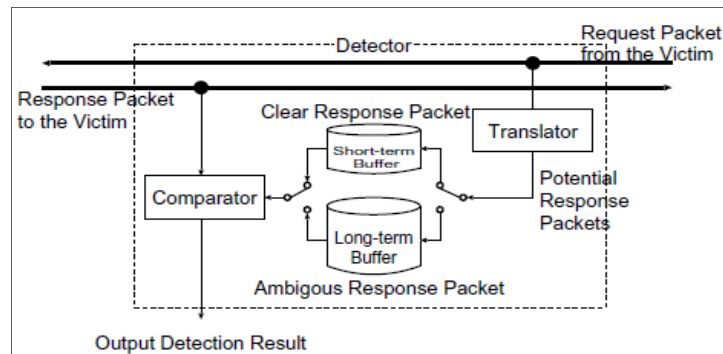 Detector
Request Packet
from the Victim
Response Packet
to the Victim
Clear Response Packet
Translator
Short-term
Buffer
Comparator
Potential
Response
Packets
Long-term
Buffer
Ambigous Response Packet
Output Detection Result